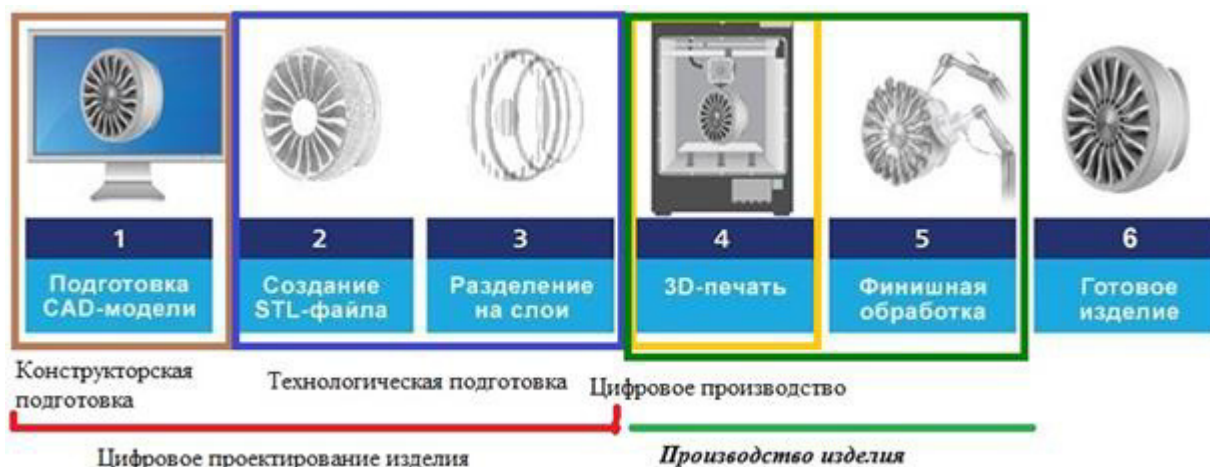 1
Подготовка
CAD-модели
2
Создание
STL-файла
3
Разделение
на слои
4
3D-печать
5
Финишная
обработка
6
Готовое
изделие
Конструкторская
подготовка
Технологическая подготовка
Цифровое производство
Цифровое проектирование изделия
Производство изделия